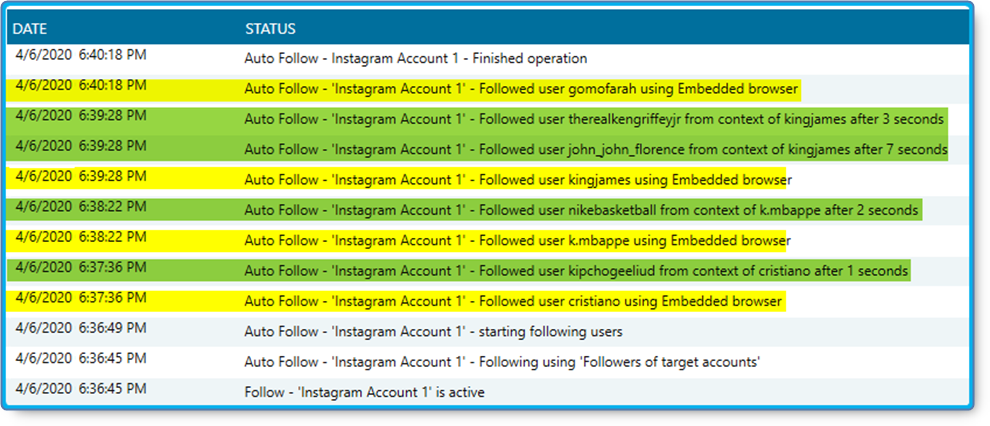 DATE STATUS
4/6/2020 6:40:18 PM Auto Follow - Instagram Account 1 - Finished operation
4/6/2020 6:40:18 PM Auto Follow - 'Instagram Account 1' - Followed user gomofarah using Embedded browser
4/6/2020 6:39:28 PM Auto Follow - 'Instagram Account 1' - Followed user therealkengriffeyjr from context of kingjames after 3 seconds
4/6/2020 6:39:28 PM Auto Follow - 'Instagram Account 1' - Followed user john_john_florence from context of kingjames after 7 seconds
4/6/2020 6:39:28 PM Auto Follow - 'Instagram Account 1' - Followed user kingjames using Embedded browser
4/6/2020 6:38:22 PM Auto Follow - 'Instagram Account 1' - Followed user nikebasketball from context of k.mbappe after 2 seconds
4/6/2020 6:38:22 PM Auto Follow - 'Instagram Account 1' - Followed user k.mbappe using Embedded browser
4/6/2020 6:37:36 PM Auto Follow - 'Instagram Account 1' - Followed user kipchogeeliud from context of cristiano after 1 seconds
4/6/2020 6:37:36 PM Auto Follow - 'Instagram Account 1' - Followed user cristiano using Embedded browser
4/6/2020 6:36:49 PM Auto Follow - 'Instagram Account 1' - starting following users
4/6/2020 6:36:45 PM Auto Follow - 'Instagram Account 1' - Following using 'Followers of target accounts'
4/6/2020 6:36:45 PM Follow - 'Instagram Account 1' is active